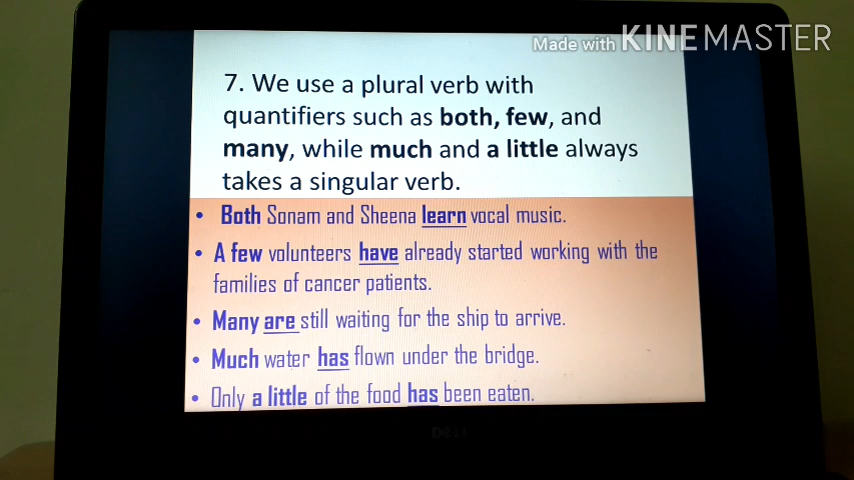 Made with KINEMASTER
7. We use a plural verb with
quantifiers such as both, few, and
many, while much and a little always
takes a singular verb.
• Both Sonam and Sheena learn vocal music.
• A few volunteers have already started working with the
families of cancer patients.
• Many are still waiting for the ship to arrive.
• Much water has flown under the bridge.
• Only a little of the food has been eaten.
DELL